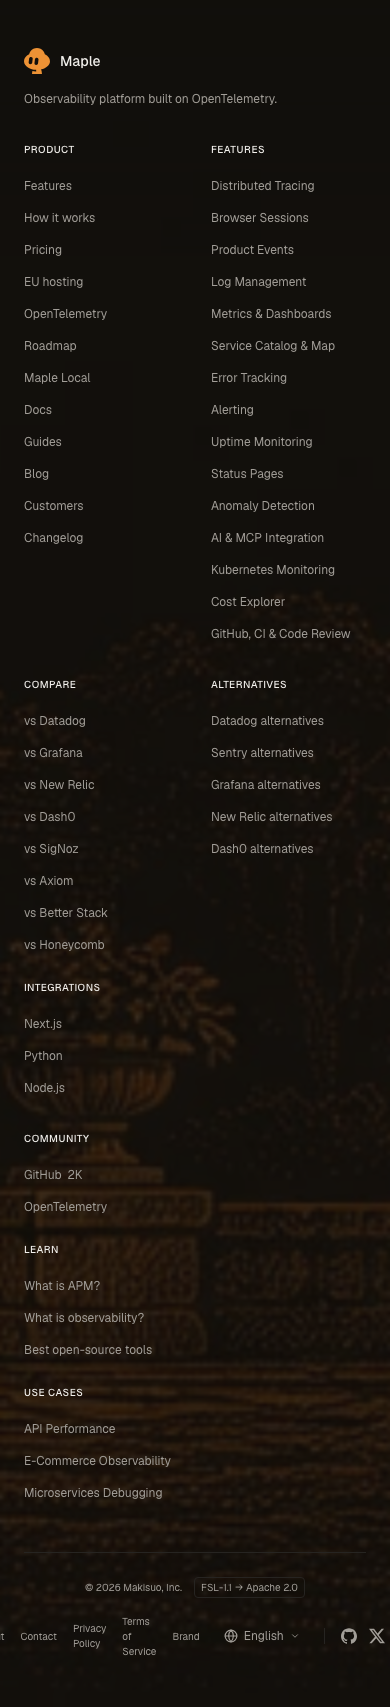 Maple
Observability platform built on OpenTelemetry.
PRODUCT
Features
How it works
Pricing
EU hosting
OpenTelemetry
Roadmap
Maple Local
Docs
Guides
Blog
Customers
Changelog
FEATURES
Distributed Tracing
Browser Sessions
Product Events
Log Management
Metrics & Dashboards
Service Catalog & Map
Error Tracking
Alerting
Uptime Monitoring
Status Pages
Anomaly Detection
AI & MCP Integration
Kubernetes Monitoring
Cost Explorer
GitHub, CI & Code Review
COMPARE
vs Datadog
vs Grafana
vs New Relic
vs Dash0
vs SigNoz
vs Axiom
vs Better Stack
vs Honeycomb
ALTERNATIVES
Datadog alternatives
Sentry alternatives
Grafana alternatives
New Relic alternatives
Dash0 alternatives
INTEGRATIONS
Next.js
Python
Node.js
COMMUNITY
GitHub 2K
OpenTelemetry
LEARN
What is APM?
What is observability?
Best open-source tools
USE CASES
API Performance
E-Commerce Observability
Microservices Debugging
© 2026 Makisuo, Inc.
FSL-1.1 → Apache 2.0
Contact
Privacy
Policy
Terms
of
Service
Brand
English